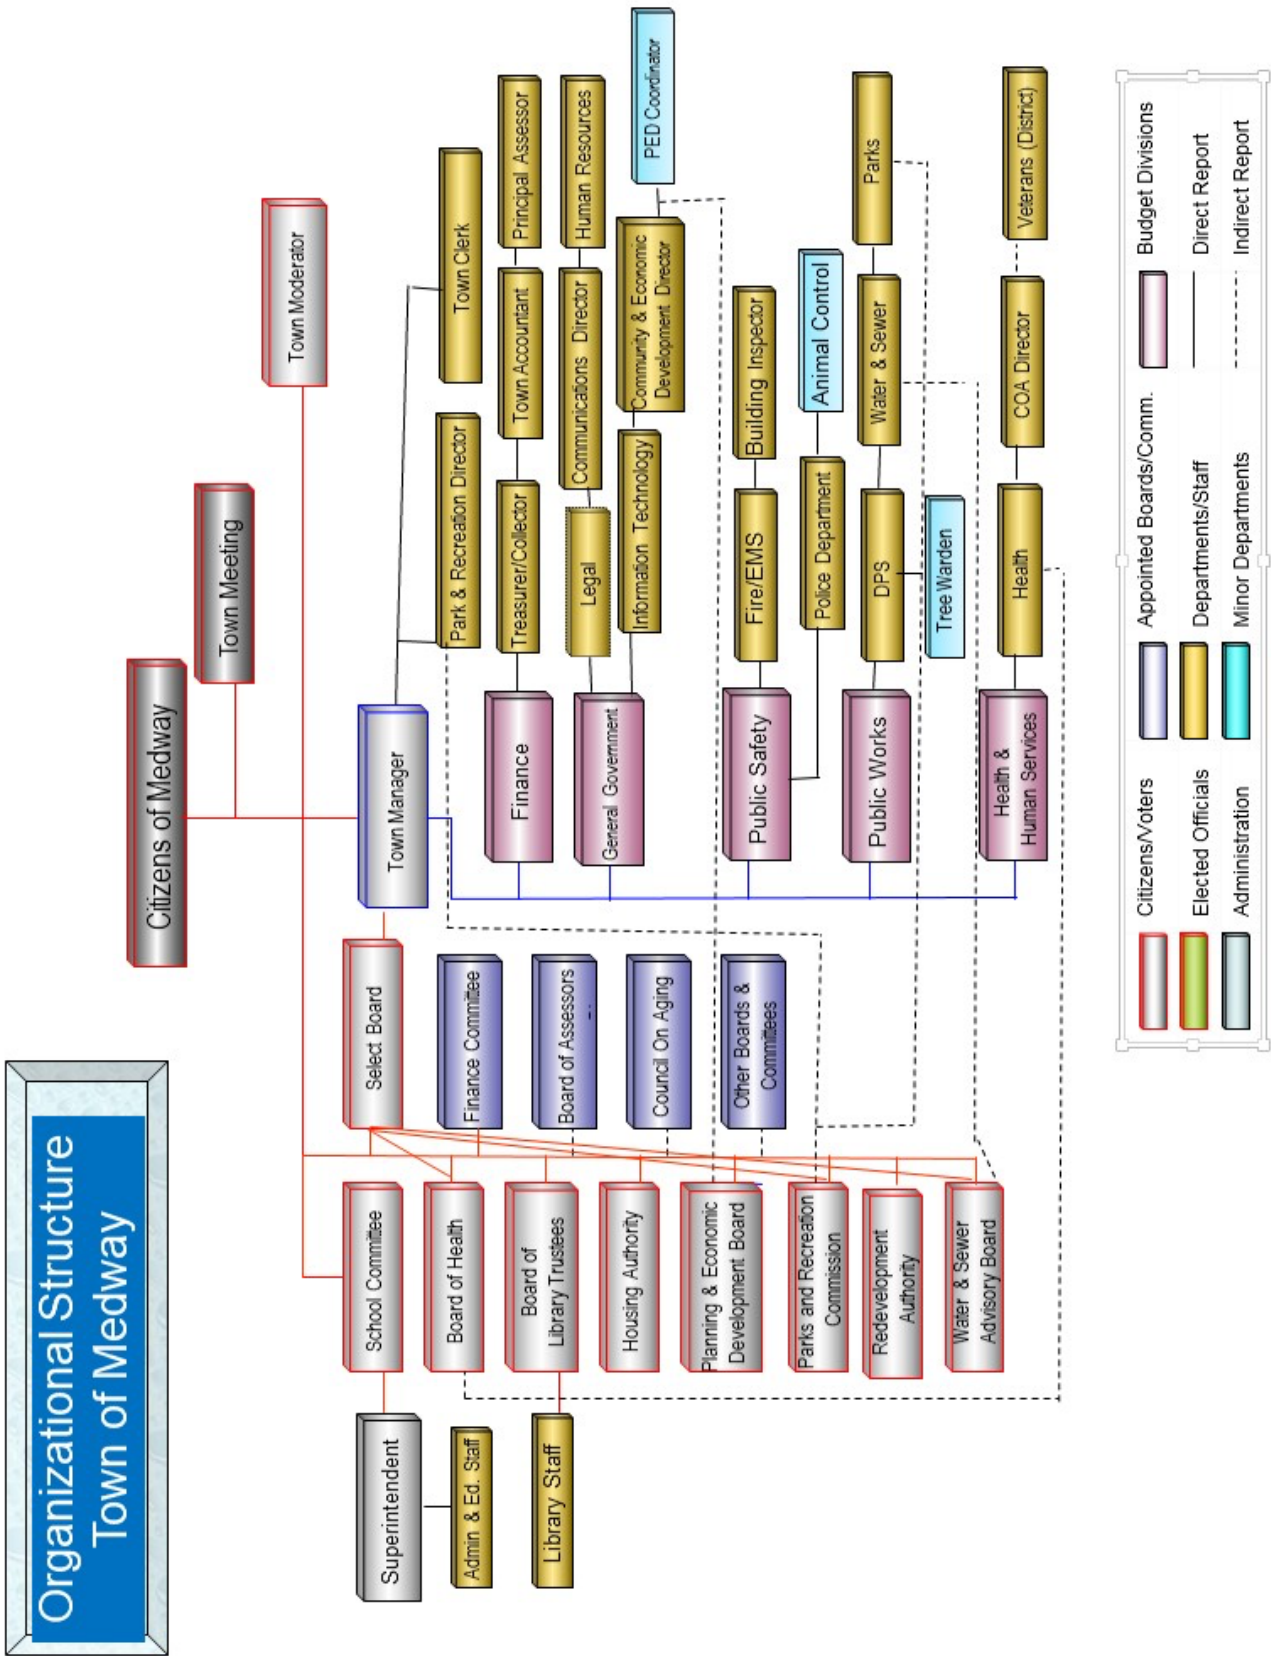 Organizational Structure
Town of Medway
Citizens of Medway
Town Meeting
Town Moderator
School Committee
Select Board
Town Manager
Superintendent
Admin & Ed. Staff
Library Staff
Board of Health
Board of
Library Trustees
Housing Authority
Planning & Economic
Development Board
Parks and Recreation
Commission
Redevelopment
Authority
Water & Sewer
Advisory Board
Finance Committee
Board of Assessors
Council On Aging
Other Boards &
Committees
Park & Recreation Director
Town Clerk
Finance
Treasurer/Collector
Town Accountant
Principal Assessor
General Government
Legal
Communications Director
Human Resources
Information Technology
Community & Economic
Development Director
PED Coordinator
Public Safety
Fire/EMS
Building Inspector
Police Department
Animal Control
Public Works
DPS
Water & Sewer
Parks
Tree Warden
Health &
Human Services
Health
COA Director
Veterans (District)
Citizens/Voters
Appointed Boards/Comm.
Budget Divisions
Elected Officials
Departments/Staff
Direct Report
Administration
Minor Departments
Indirect Report